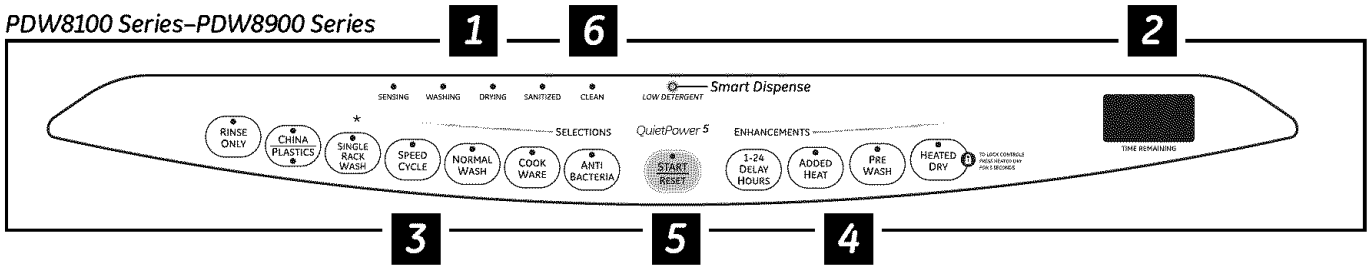 PDW8100 Series–PDW8900 Series
1
6
2
SENSING WASHING DRYING SANITIZED CLEAN
LOW DETERGENT
Smart Dispense
*
SELECTIONS
QuietPower 5
ENHANCEMENTS
RINSE
ONLY
CHINA
PLASTICS
SINGLE
RACK
WASH
SPEED
CYCLE
NORMAL
WASH
COOK
WARE
ANTI
BACTERIA
START
RESET
1-24
DELAY
HOURS
ADDED
HEAT
PRE
WASH
HEATED
DRY
TO LOCK CONTROLS
PRESS HEATED DRY
FOR 5 SECONDS
TIME REMAINING
3
5
4